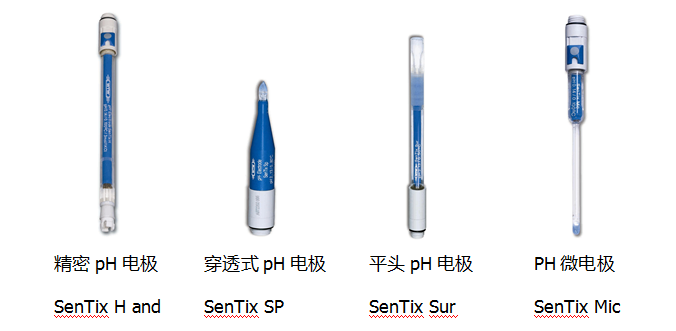 精密 pH 电极
穿透式 pH 电极
平头 pH 电极
PH 微电极
SenTix H and
SenTix SP
SenTix Sur
SenTix Mic